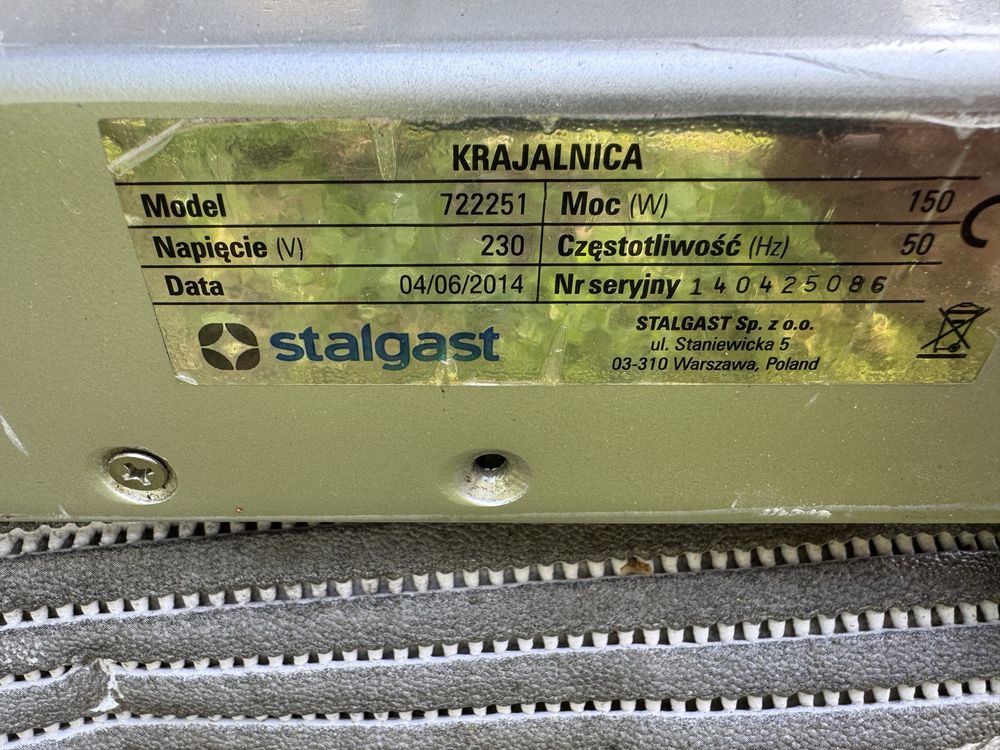 KRAJALNICA
Model 722251 Moc (W) 150
Napięcie (V) 230 Częstotliwość (Hz) 50
Data 04/06/2014 Nr seryjny 140425086
stalgast
STALGAST Sp. z o.o.
ul. Staniewicka 5
03-310 Warszawa, Poland